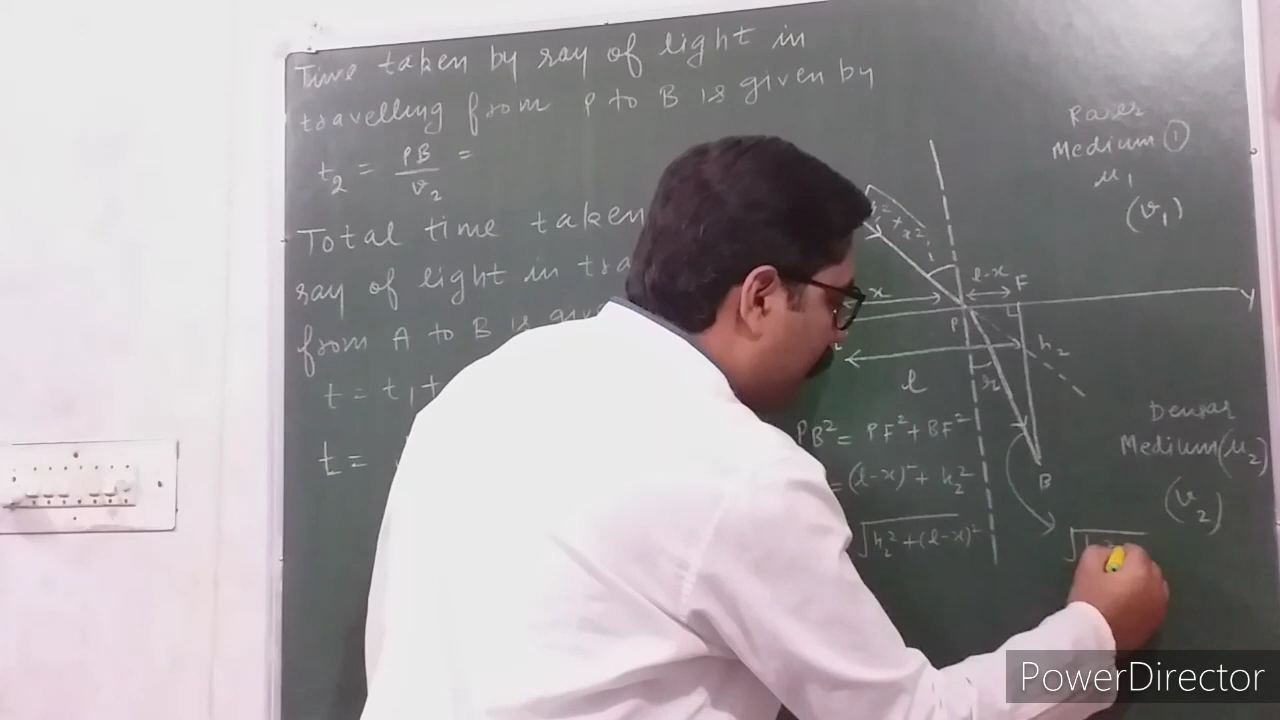 Time taken by ray of light in
travelling from P to B is given by
t₂ = PB/v₂ =
Total time taken
ray of light in tra
from A to B is given
t = t₁+
t =
Rarer
Medium ①
μ₁
(v₁)
x²
l-x
F
x
Y
P
h₂
l
r
PB² = PF² + BF²
= (l-x)² + h₂²
√h₂²+(l-x)²
B
Denser
Medium (μ₂)
(v₂)
PowerDirector